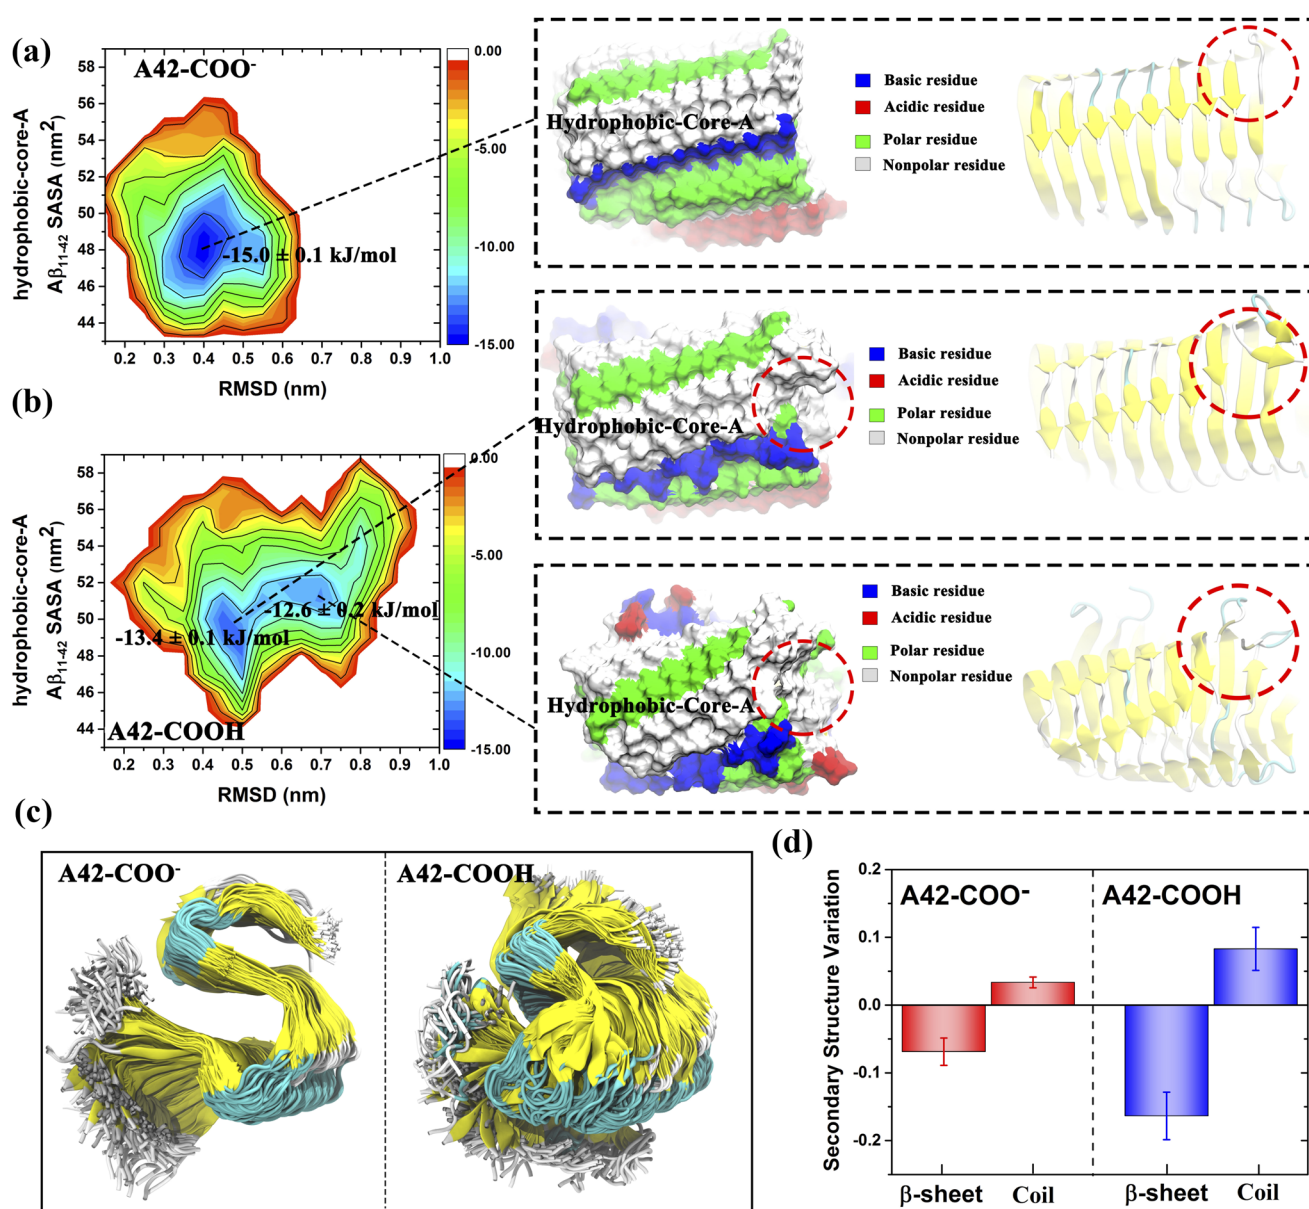 (a)
A42-COO⁻
hydrophobic-core-A
Aβ₁₁₋₄₂ SASA (nm²)
58
56
54
52
50
48
46
44
-15.0 ± 0.1 kJ/mol
0.2 0.3 0.4 0.5 0.6 0.7 0.8 0.9 1.0
RMSD (nm)
0.00
-5.00
-10.00
-15.00
Hydrophobic-Core-A
Basic residue
Acidic residue
Polar residue
Nonpolar residue
(b)
hydrophobic-core-A
Aβ₁₁₋₄₂ SASA (nm²)
58
56
54
52
50
48
46
44
-12.6 ± 0.2 kJ/mol
-13.4 ± 0.1 kJ/mol
A42-COOH
0.2 0.3 0.4 0.5 0.6 0.7 0.8 0.9 1.0
RMSD (nm)
0.00
-5.00
-10.00
-15.00
Hydrophobic-Core-A
Basic residue
Acidic residue
Polar residue
Nonpolar residue
Hydrophobic-Core-A
Basic residue
Acidic residue
Polar residue
Nonpolar residue
(c)
A42-COO⁻
A42-COOH
(d)
Secondary Structure Variation
0.2
0.1
0.0
-0.1
-0.2
A42-COO⁻
A42-COOH
β-sheet Coil β-sheet Coil